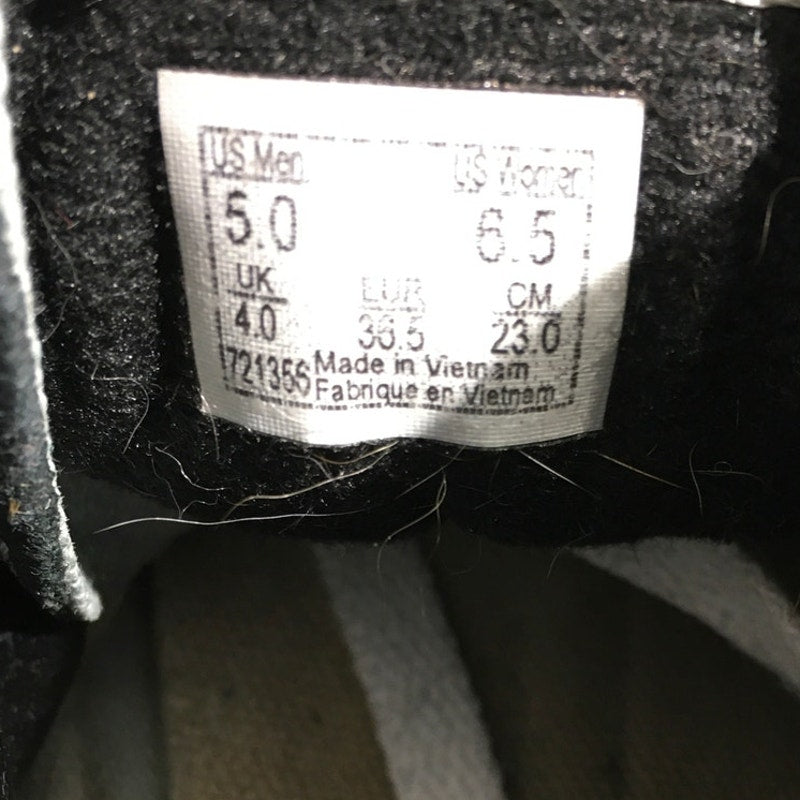 US Men US Women
5.0 6.5
UK EUR CM
4.0 36.5 23.0
721356 Made in Vietnam
Fabrique en Vietnam